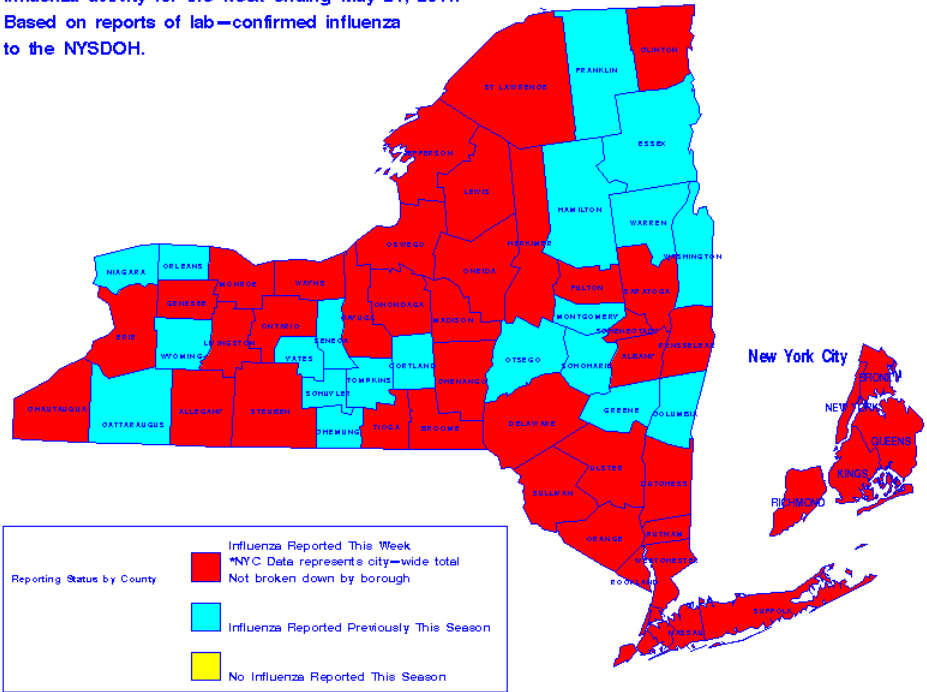 Based on reports of lab—confirmed influenza
to the NYSDOH.
CLINTON
FRANKLIN
ST LAWRENCE
ESSEX
JEFFERSON
LEWIS
HAMILTON
WARREN
HERKIMER
OSWEGO
WASHINGTON
ORLEANS
NIAGARA
ONEIDA
MONROE
WAYNE
FULTON
SARATOGA
GENESEE
ONONDAGA
MONTGOMERY
CAYUGA
MADISON
ONTARIO
SCHENECTADY
ERIE
LIVINGSTON
SENECA
RENSSELAER
WYOMING
YATES
OTSEGO
ALBANY
CORTLAND
SCHOHARIE
New York City
TOMPKINS
CHENANGO
BRONX
SCHUYLER
CHAUTAUQUA
ALLEGANY
STEUBEN
GREENE
COLUMBIA
NEW YORK
CATTARAUGUS
DELAWARE
TIOGA
BROOME
CHEMUNG
QUEENS
ULSTER
KINGS
DUTCHESS
SULLIVAN
RICHMOND
PUTNAM
ORANGE
WESTCHESTER
ROCKLAND
SUFFOLK
NASSAU
Influenza Reported This Week
*NYC Data represents city—wide total
Reporting Status by County
Not broken down by borough
Influenza Reported Previously This Season
No Influenza Reported This Season